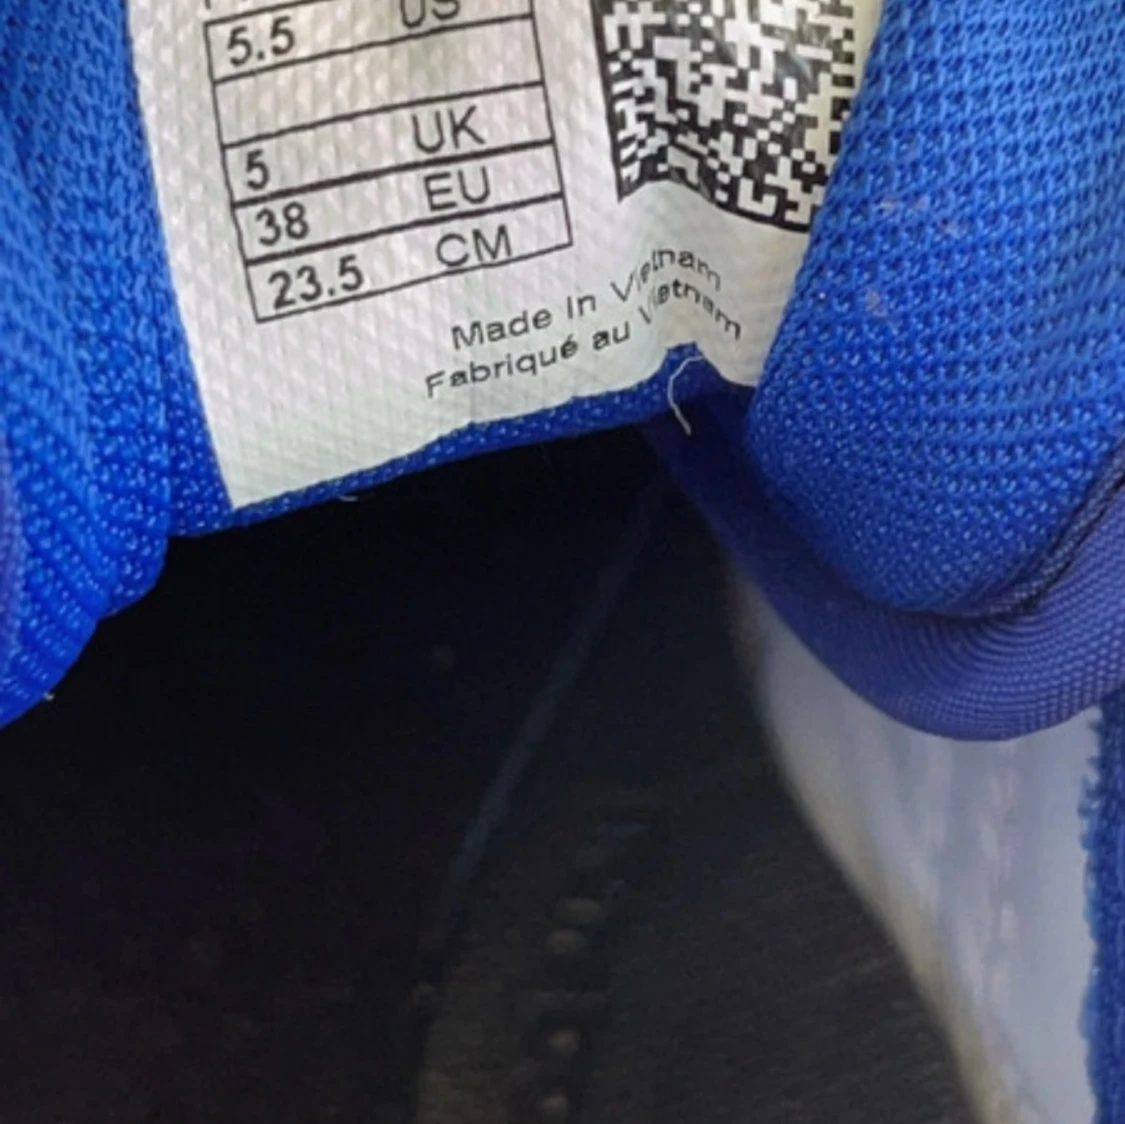 5.5 US
5 UK
38 EU
23.5 CM
Made In Vietnam
Fabriqué au Vietnam